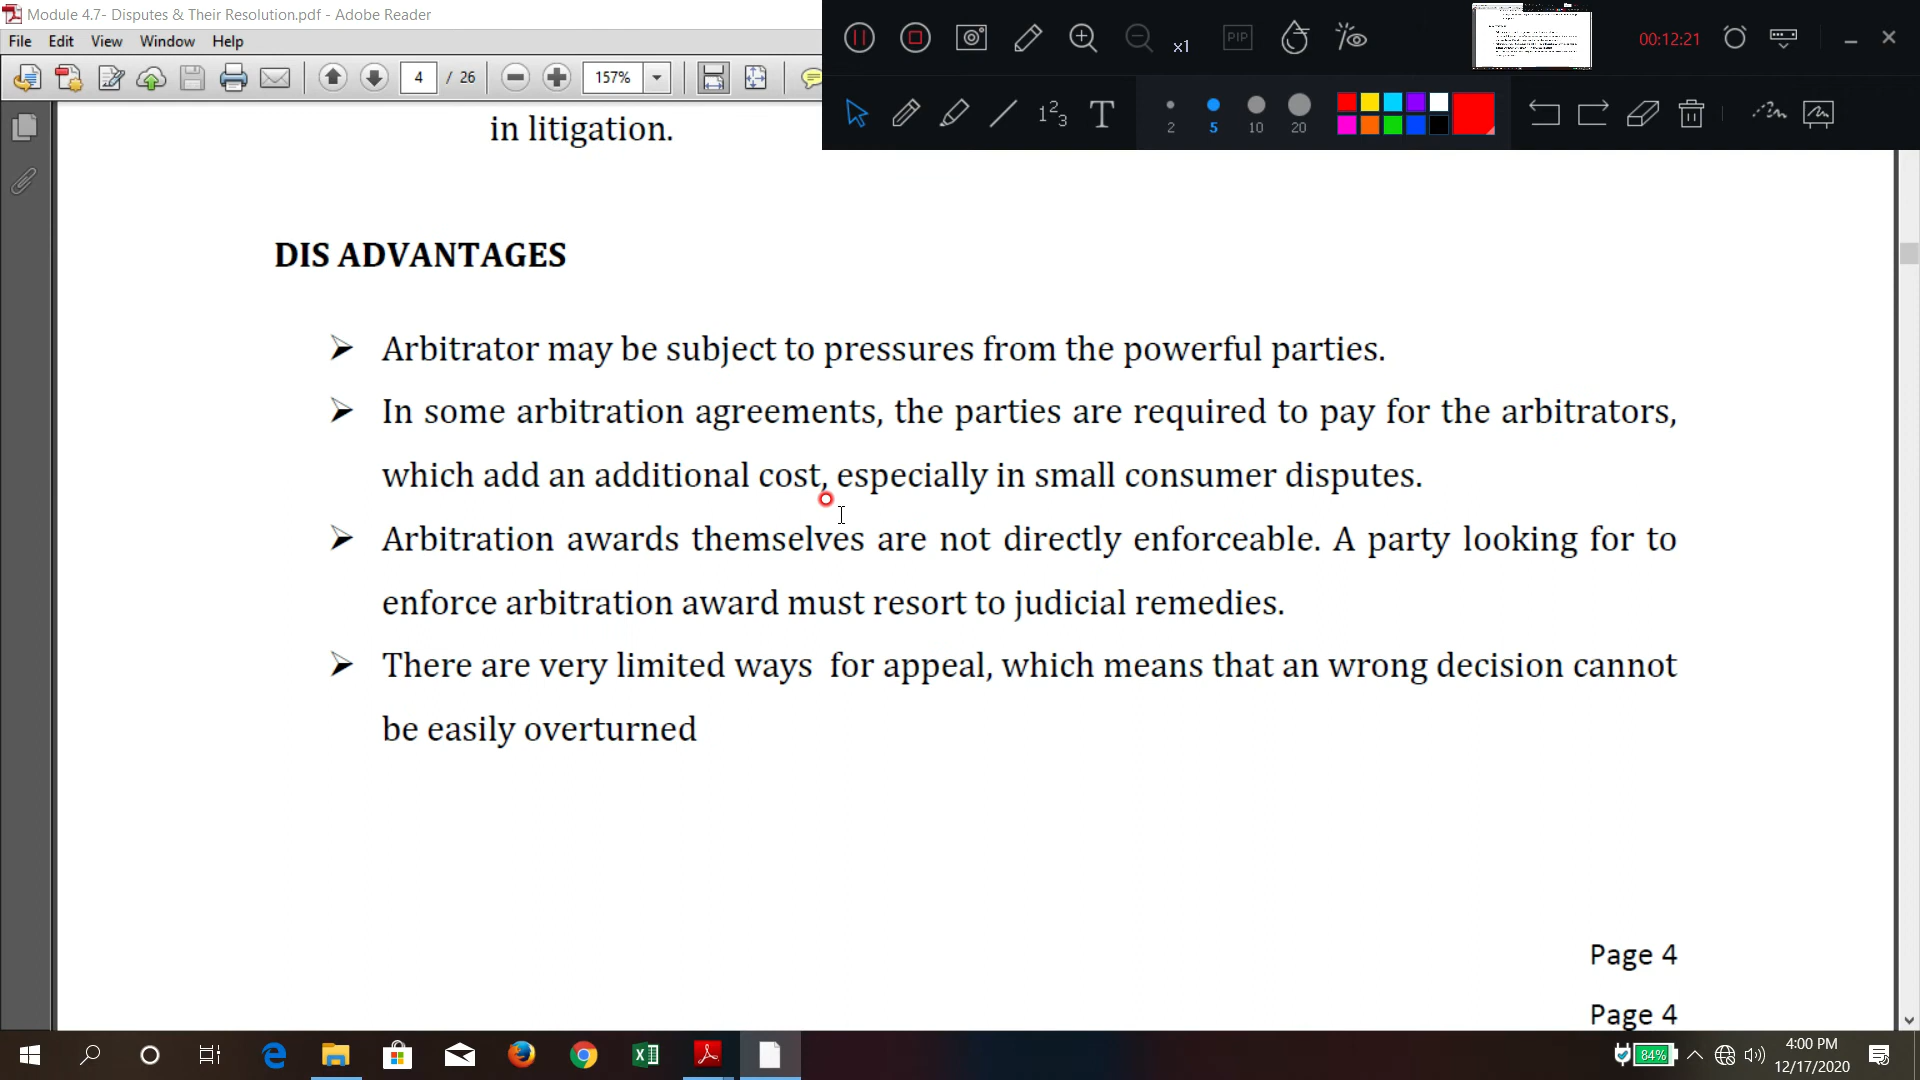 Module 4.7- Disputes & Their Resolution.pdf - Adobe Reader
File Edit View Window Help
4 / 26 157%
x1 PIP 00:12:21
1 2 3 T 2 5 10 20
in litigation.
DIS ADVANTAGES
➢ Arbitrator may be subject to pressures from the powerful parties.
➢ In some arbitration agreements, the parties are required to pay for the arbitrators,
which add an additional cost, especially in small consumer disputes.
➢ Arbitration awards themselves are not directly enforceable. A party looking for to
enforce arbitration award must resort to judicial remedies.
➢ There are very limited ways for appeal, which means that an wrong decision cannot
be easily overturned
Page 4
Page 4
84%
4:00 PM
12/17/2020